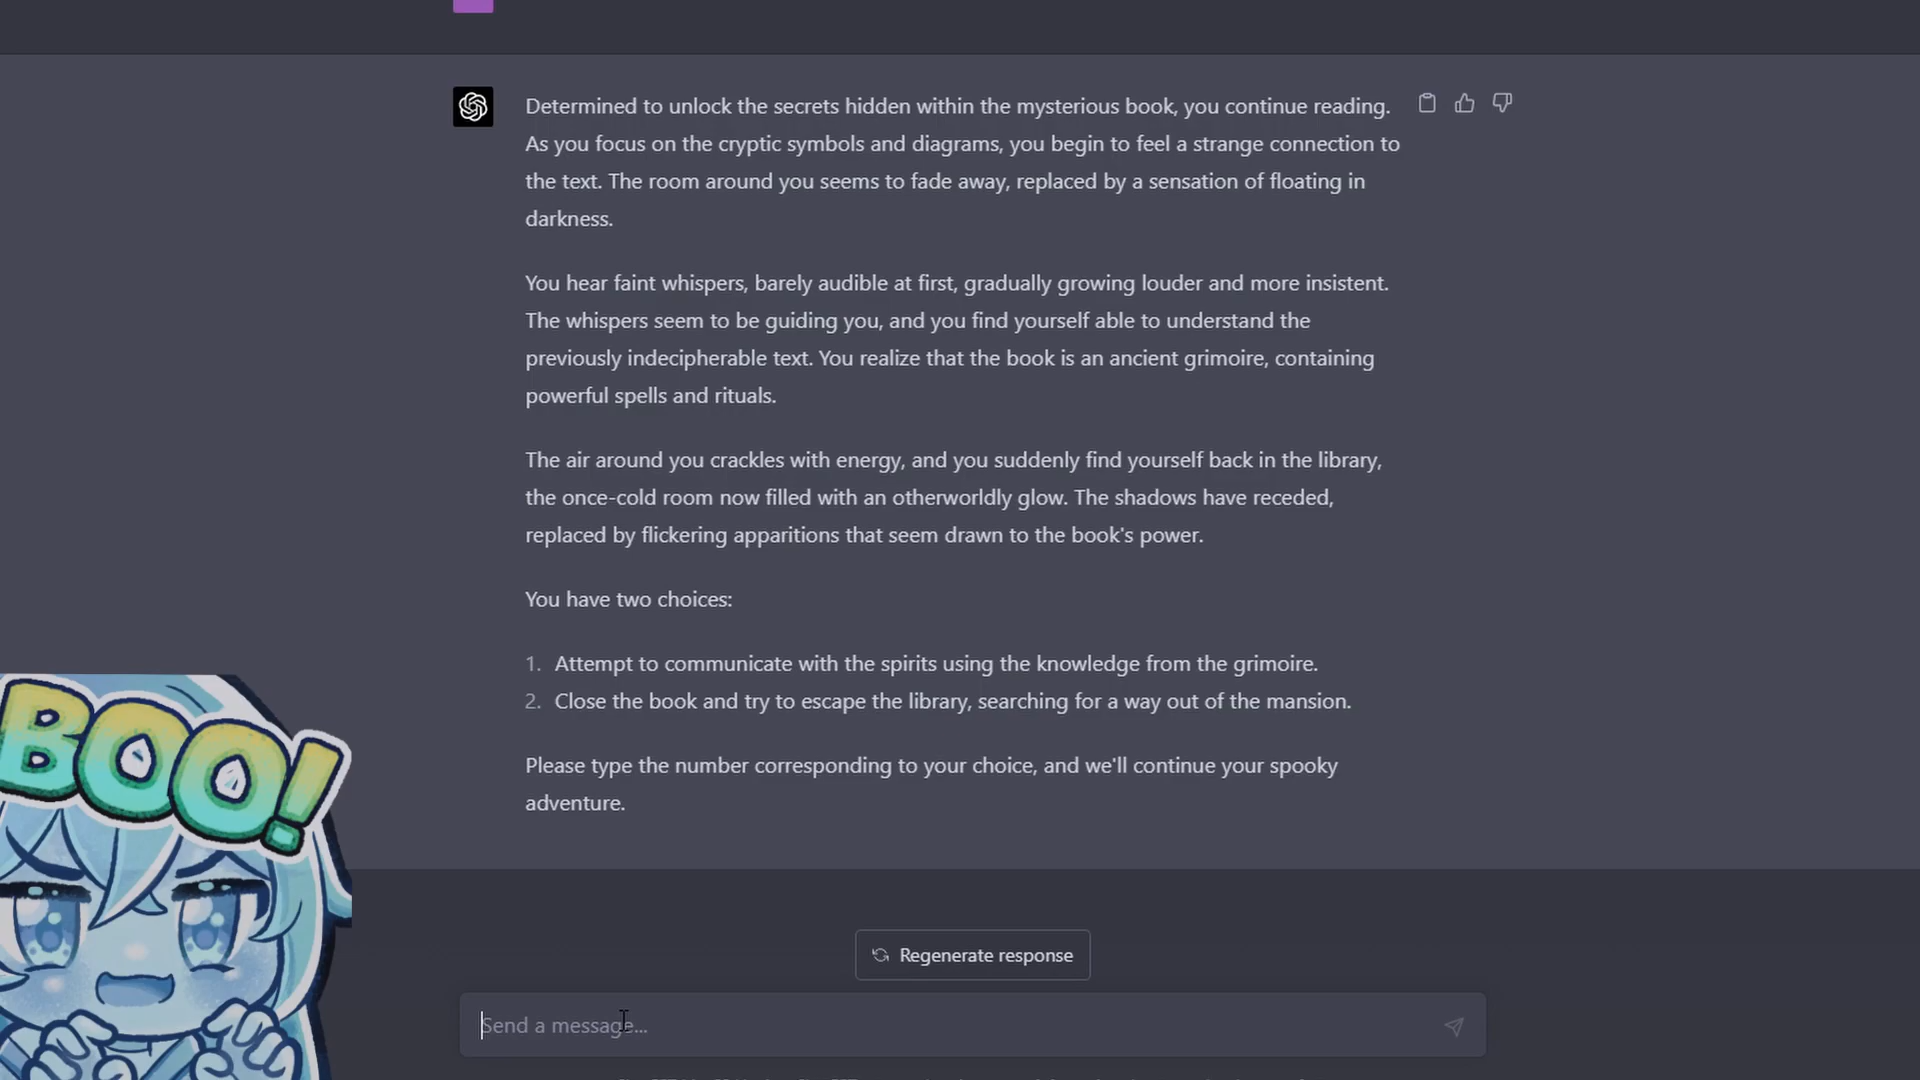 Determined to unlock the secrets hidden within the mysterious book, you continue reading.
As you focus on the cryptic symbols and diagrams, you begin to feel a strange connection to
the text. The room around you seems to fade away, replaced by a sensation of floating in
darkness.
You hear faint whispers, barely audible at first, gradually growing louder and more insistent.
The whispers seem to be guiding you, and you find yourself able to understand the
previously indecipherable text. You realize that the book is an ancient grimoire, containing
powerful spells and rituals.
The air around you crackles with energy, and you suddenly find yourself back in the library,
the once-cold room now filled with an otherworldly glow. The shadows have receded,
replaced by flickering apparitions that seem drawn to the book's power.
You have two choices:
1. Attempt to communicate with the spirits using the knowledge from the grimoire.
2. Close the book and try to escape the library, searching for a way out of the mansion.
Please type the number corresponding to your choice, and we'll continue your spooky
adventure.
BOO!
Regenerate response
Send a message...